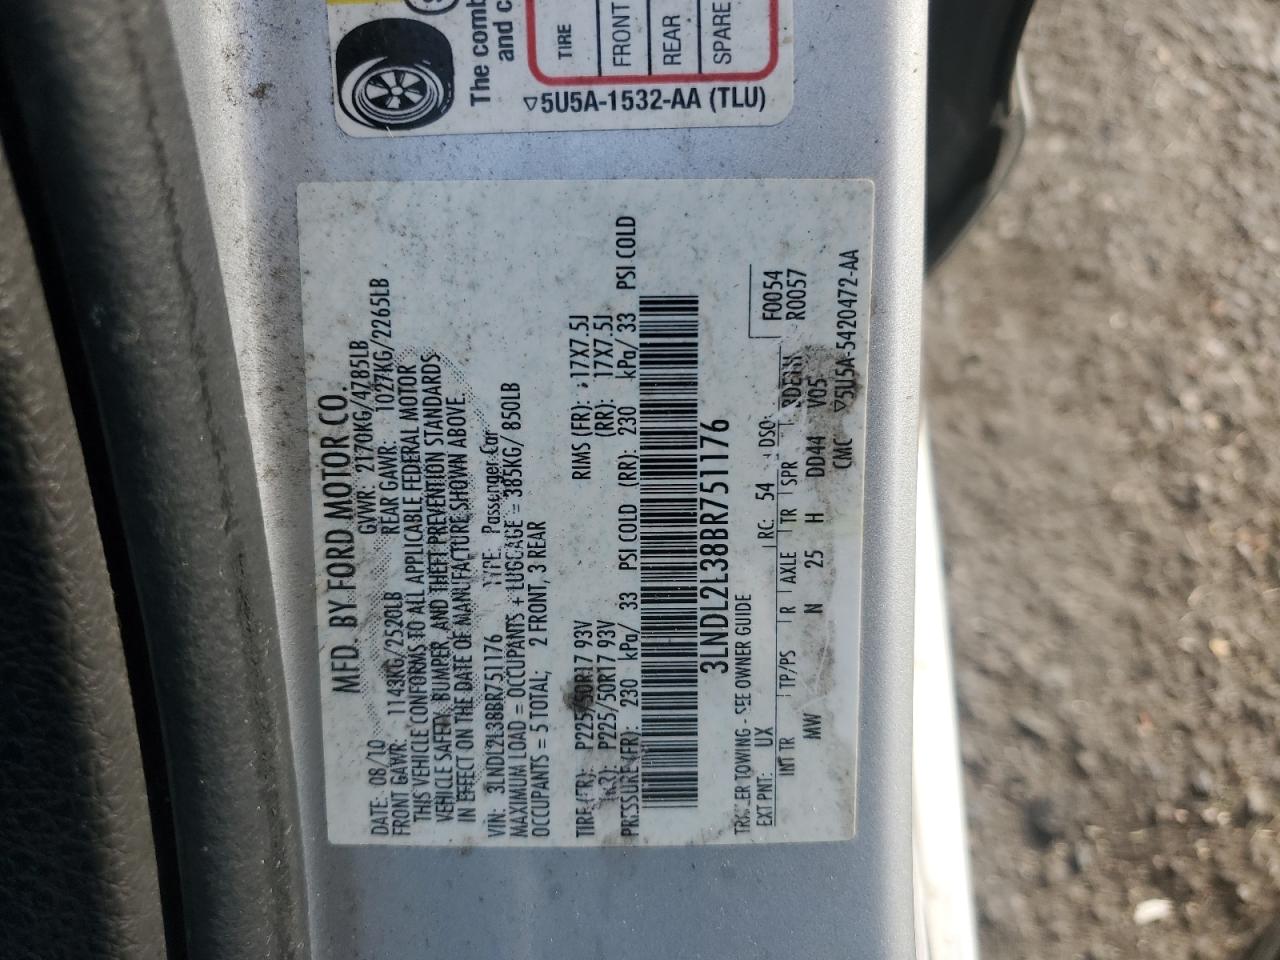 The comb
and c
TIRE
FRONT
REAR
SPARE
▽5U5A-1532-AA (TLU)
MFD. BY FORD MOTOR CO.
DATE: 08/10 GVWR: 2170KG/4785LB
FRONT GAWR: 1143KG/2520LB REAR GAWR: 1027KG/2265LB
THIS VEHICLE CONFORMS TO ALL APPLICABLE FEDERAL MOTOR
VEHICLE SAFETY, BUMPER, AND THEFT PREVENTION STANDARDS
IN EFFECT ON THE DATE OF MANUFACTURE SHOWN ABOVE.
VIN: 3LNDL2L38BR751176 TYPE: Passenger Car
MAXIMUM LOAD = OCCUPANTS + LUGGAGE = 385KG/ 850LB
OCCUPANTS = 5 TOTAL; 2 FRONT, 3 REAR
TIRE (FR): P225/50R17 93V RIMS (FR): 17X7.5J
P225/50R17 93V (RR): 17X7.5J
PRESSURE (FR): 230 kPa/ 33 PSI COLD (RR): 230 kPa/ 33 PSI COLD
3LNDL2L38BR751176
TRAILER TOWING - SEE OWNER GUIDE
EXT PNT: UX RC: 54 DSO: F0054
INT TR TP/PS R AXLE TR SPR R0057
MW N 25 H DD44 V05
CMC ▽5U5A-5420472-AA